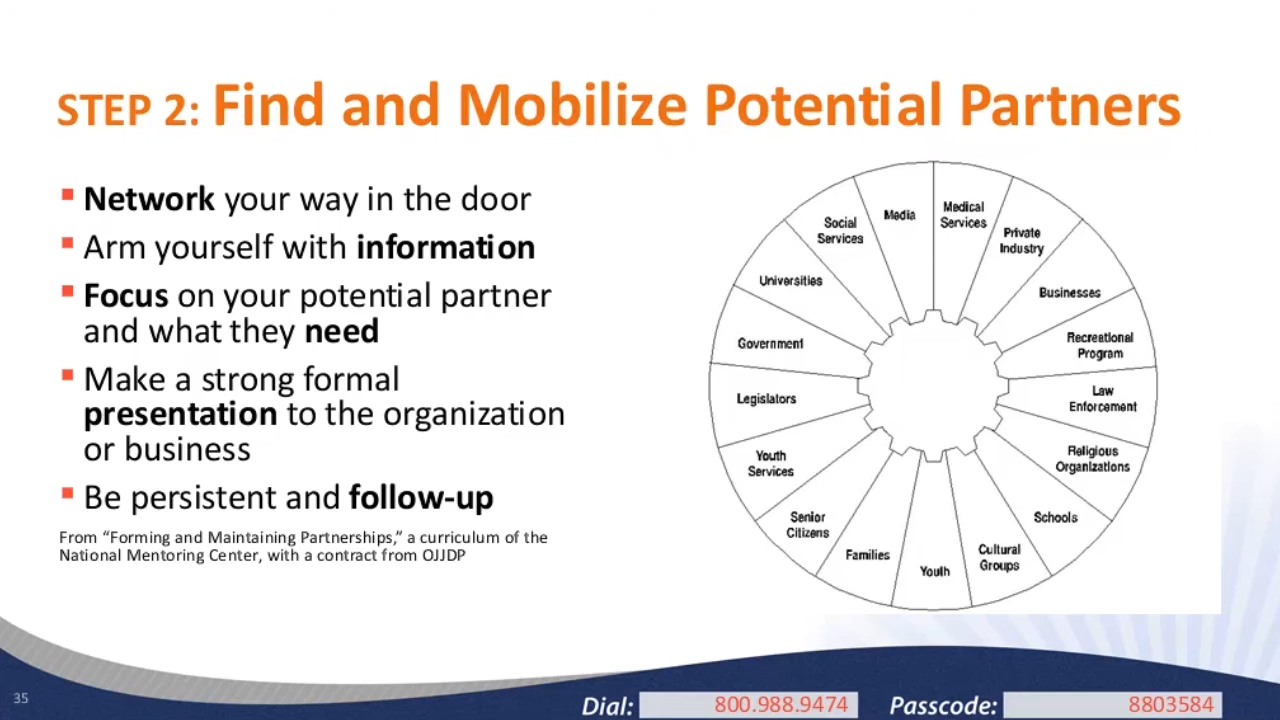 STEP 2: Find and Mobilize Potential Partners
Network your way in the door
Arm yourself with information
Focus on your potential partner
and what they need
Make a strong formal
presentation to the organization
or business
Be persistent and follow-up
From “Forming and Maintaining Partnerships,” a curriculum of the
National Mentoring Center, with a contract from OJJDP
Media
Medical
Services
Private
Industry
Businesses
Recreational
Program
Law
Enforcement
Religious
Organizations
Schools
Cultural
Groups
Youth
Families
Senior
Citizens
Youth
Services
Legislators
Government
Universities
Social
Services
35
Dial: 800.988.9474 Passcode: 8803584